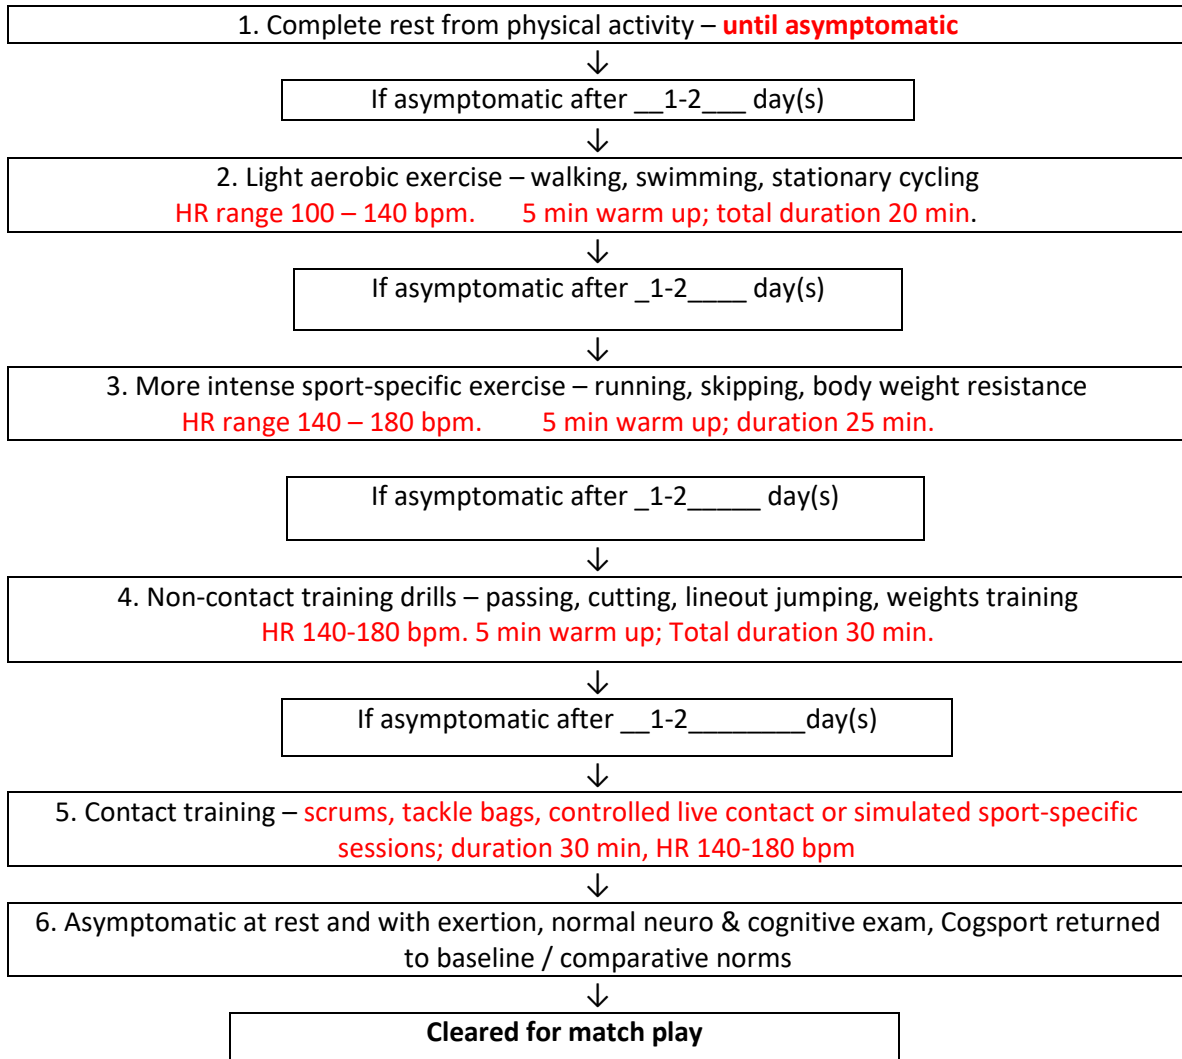 1. Complete rest from physical activity – until asymptomatic
↓
If asymptomatic after __1-2___ day(s)
↓
2. Light aerobic exercise – walking, swimming, stationary cycling
HR range 100 – 140 bpm. 5 min warm up; total duration 20 min.
↓
If asymptomatic after _1-2____ day(s)
↓
3. More intense sport-specific exercise – running, skipping, body weight resistance
HR range 140 – 180 bpm. 5 min warm up; duration 25 min.
If asymptomatic after _1-2_____ day(s)
↓
4. Non-contact training drills – passing, cutting, lineout jumping, weights training
HR 140-180 bpm. 5 min warm up; Total duration 30 min.
↓
If asymptomatic after __1-2________day(s)
↓
5. Contact training – scrums, tackle bags, controlled live contact or simulated sport-specific
sessions; duration 30 min, HR 140-180 bpm
↓
6. Asymptomatic at rest and with exertion, normal neuro & cognitive exam, Cogsport returned
to baseline / comparative norms
↓
Cleared for match play